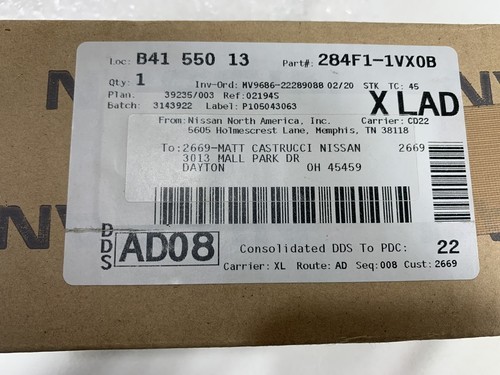 Loc: B41 550 13 Part#: 284F1-1VX0B
Qty: 1 Inv-Ord: MV9686-22289088 02/20 STK TC: 45
Plan. 39235/003 Ref: 02194S
Batch: 3143922 Label: P105043063 X LAD
From: Nissan North America, Inc. Carrier: CD22
5605 Holmescrest Lane, Memphis, TN 38118
To: 2669-MATT CASTRUCCI NISSAN 2669
3013 MALL PARK DR
DAYTON OH 45459
DDS AD08 Consolidated DDS To PDC: 22
Carrier: XL Route: AD Seq: 008 Cust: 2669